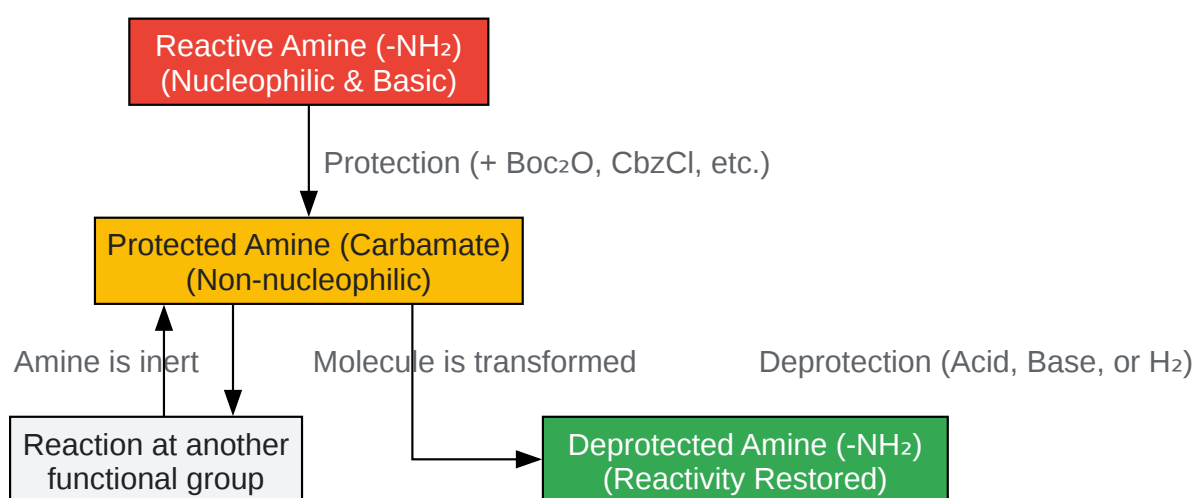 Reactive Amine (-NH₂)
(Nucleophilic & Basic)
Protection (+ Boc₂O, CbzCl, etc.)
Protected Amine (Carbamate)
(Non-nucleophilic)
Amine is inert
Molecule is transformed
Deprotection (Acid, Base, or H₂)
Reaction at another
functional group
Deprotected Amine (-NH₂)
(Reactivity Restored)